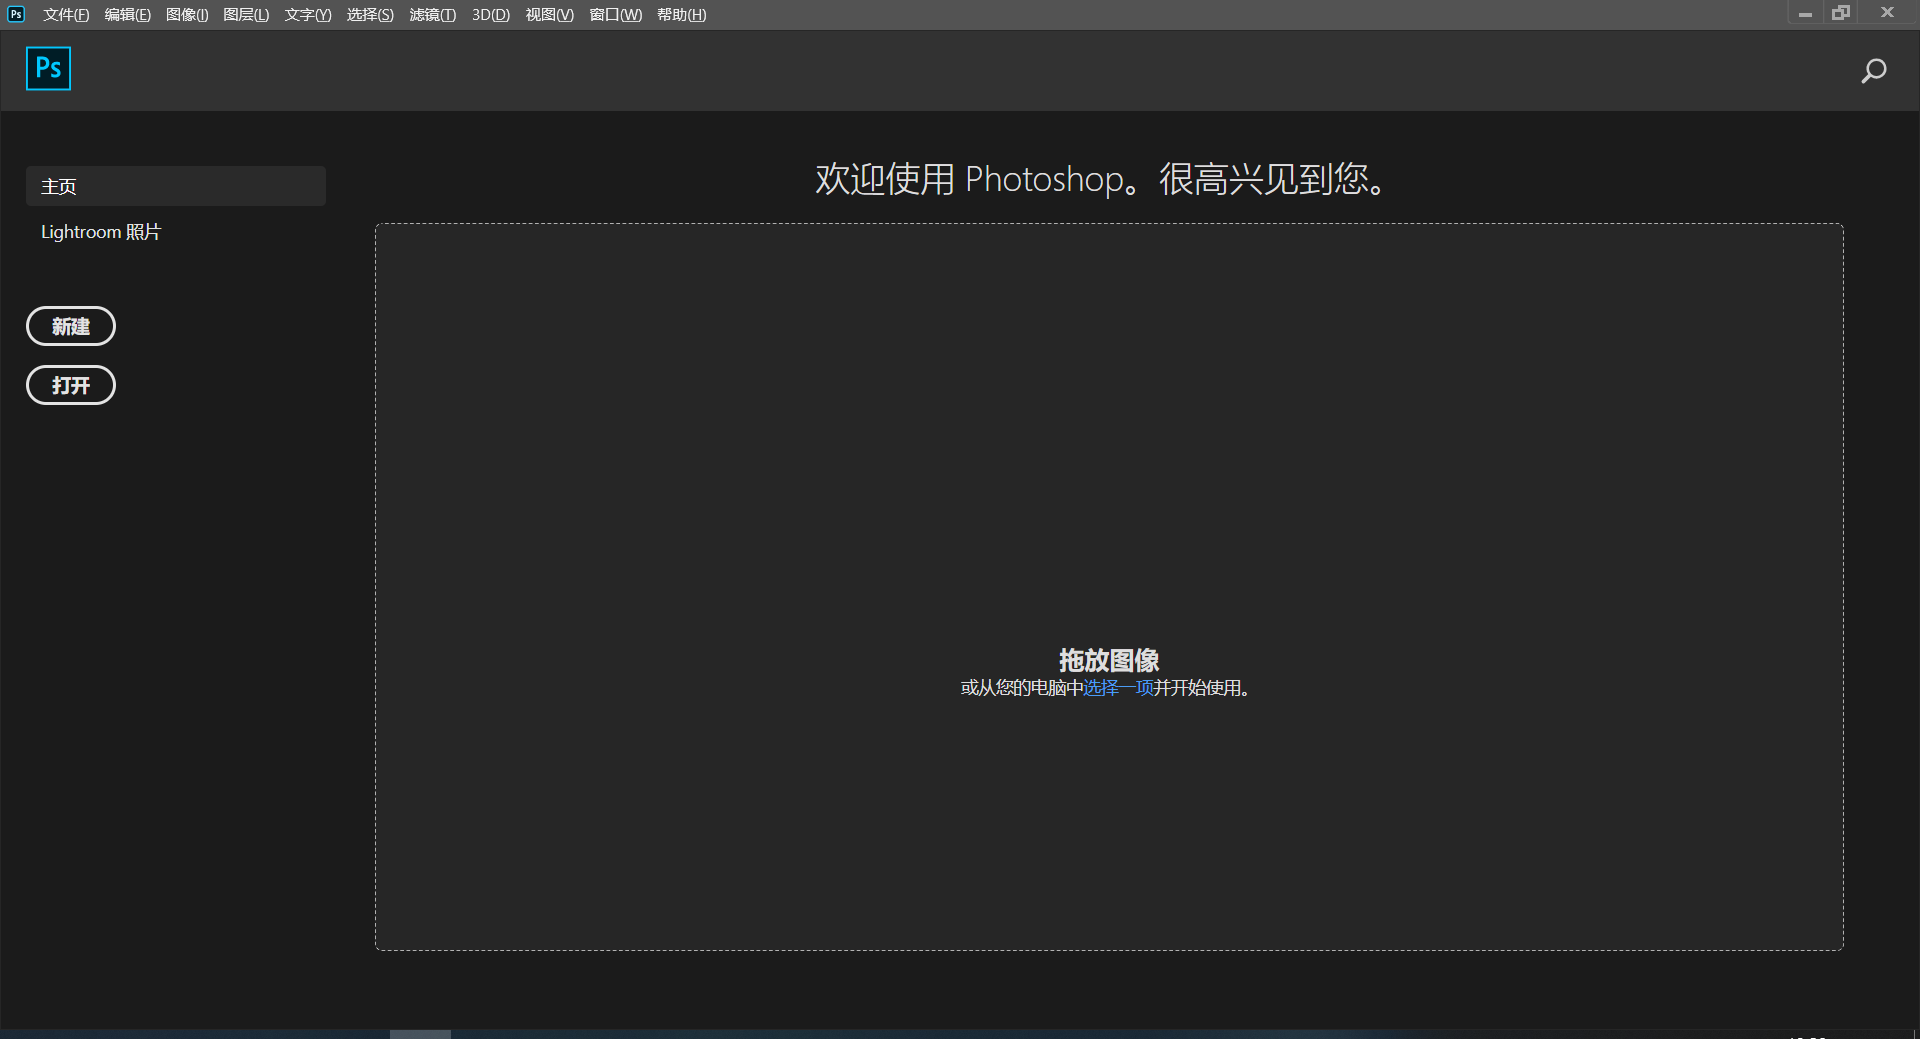 Ps 文件(F) 编辑(E) 图像(I) 图层(L) 文字(Y) 选择(S) 滤镜(T) 3D(D) 视图(V) 窗口(W) 帮助(H)
Ps
欢迎使用 Photoshop。很高兴见到您。
主页
Lightroom 照片
新建
打开
拖放图像
或从您的电脑中选择一项并开始使用。